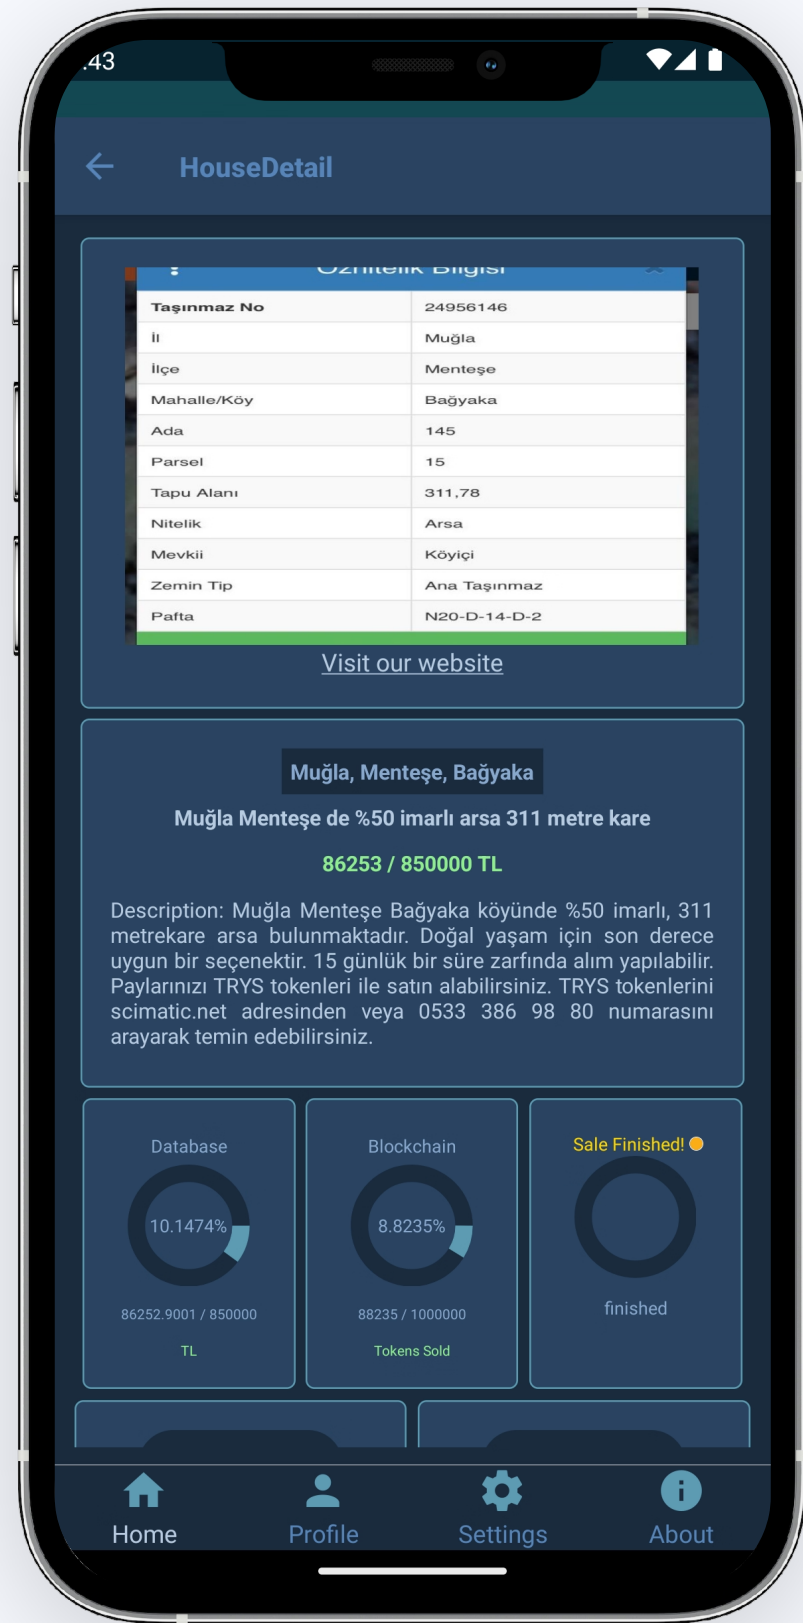 :43
HouseDetail
Öznitelik Bilgisi
Taşınmaz No 24956146
İl Muğla
İlçe Menteşe
Mahalle/Köy Bağyaka
Ada 145
Parsel 15
Tapu Alanı 311,78
Nitelik Arsa
Mevkii Köyiçi
Zemin Tip Ana Taşınmaz
Pafta N20-D-14-D-2
Visit our website
Muğla, Menteşe, Bağyaka
Muğla Menteşe de %50 imarlı arsa 311 metre kare
86253 / 850000 TL
Description: Muğla Menteşe Bağyaka köyünde %50 imarlı, 311
metrekare arsa bulunmaktadır. Doğal yaşam için son derece
uygun bir seçenektir. 15 günlük bir süre zarfında alım yapılabilir.
Paylarınızı TRYS tokenleri ile satın alabilirsiniz. TRYS tokenlerini
scimatic.net adresinden veya 0533 386 98 80 numarasını
arayarak temin edebilirsiniz.
Database
10.1474%
86252.9001 / 850000
TL
Blockchain
8.8235%
88235 / 1000000
Tokens Sold
Sale Finished!
finished
Home Profile Settings About